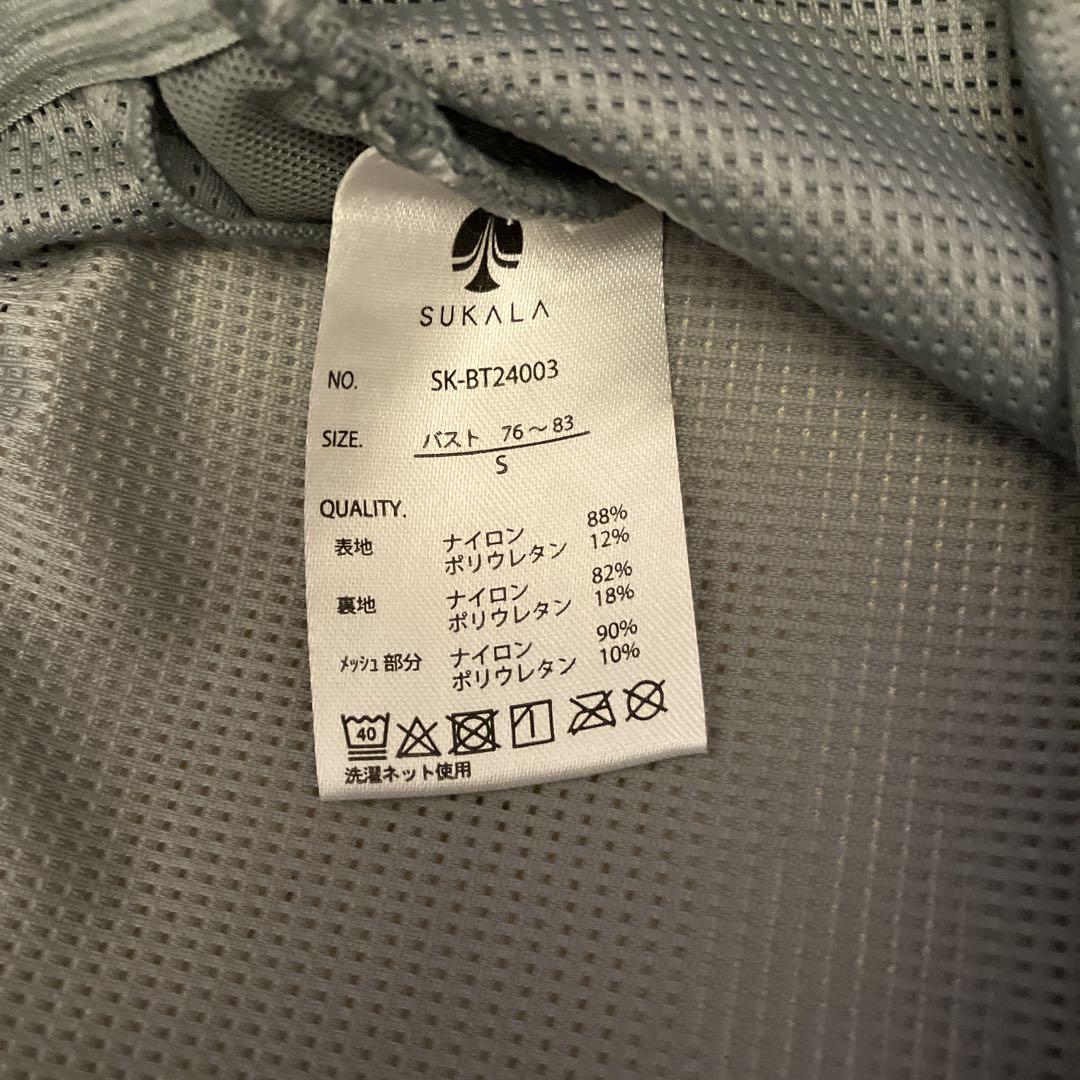 SUKALA
NO. SK-BT24003
SIZE. バスト 76～83
S
QUALITY.
表地 ナイロン 88%
ポリウレタン 12%
裏地 ナイロン 82%
ポリウレタン 18%
ﾒｯｼｭ部分 ナイロン 90%
ポリウレタン 10%
40
洗濯ネット使用